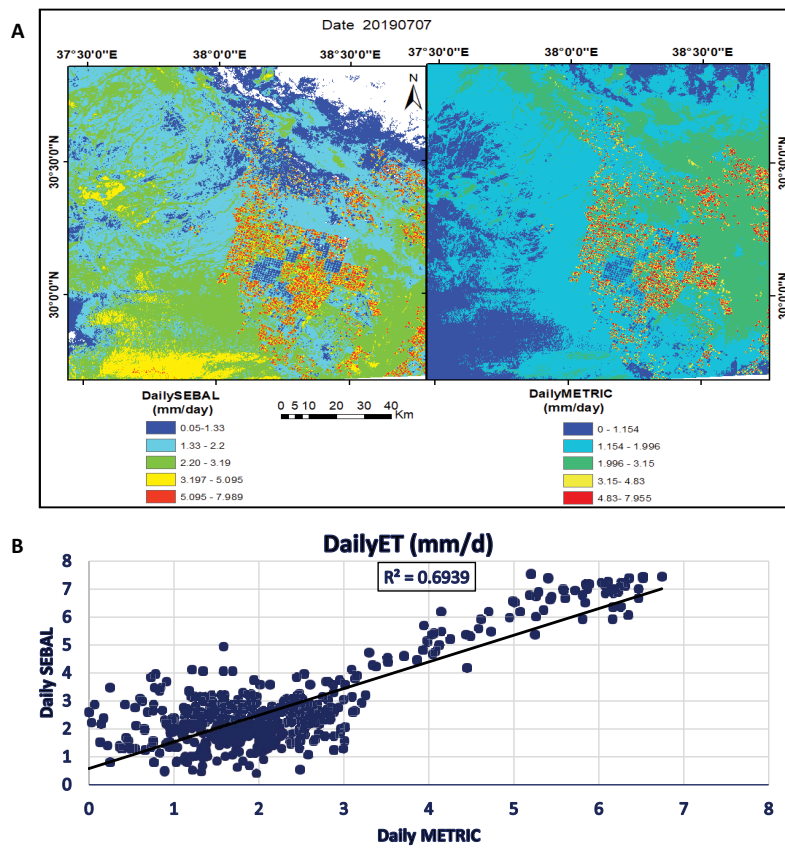 Date 20190707
A
37°30'0"E 38°0'0"E 38°30'0"E 37°30'0"E 38°0'0"E 38°30'0"E
N
30°30'0"N 30°30'0"N
30°0'0"N 30°0'0"N
DailySEBAL
(mm/day)
0.05-1.33
1.33 - 2.2
2.20 - 3.19
3.197 - 5.095
5.095 - 7.989
0 5 10 20 30 40
Km
DailyMETRIC
(mm/day)
0 - 1.154
1.154 - 1.996
1.996 - 3.15
3.15- 4.83
4.83- 7.955
B
DailyET (mm/d)
R² = 0.6939
Daily SEBAL
8
7
6
5
4
3
2
1
0
0 1 2 3 4 5 6 7 8
Daily METRIC